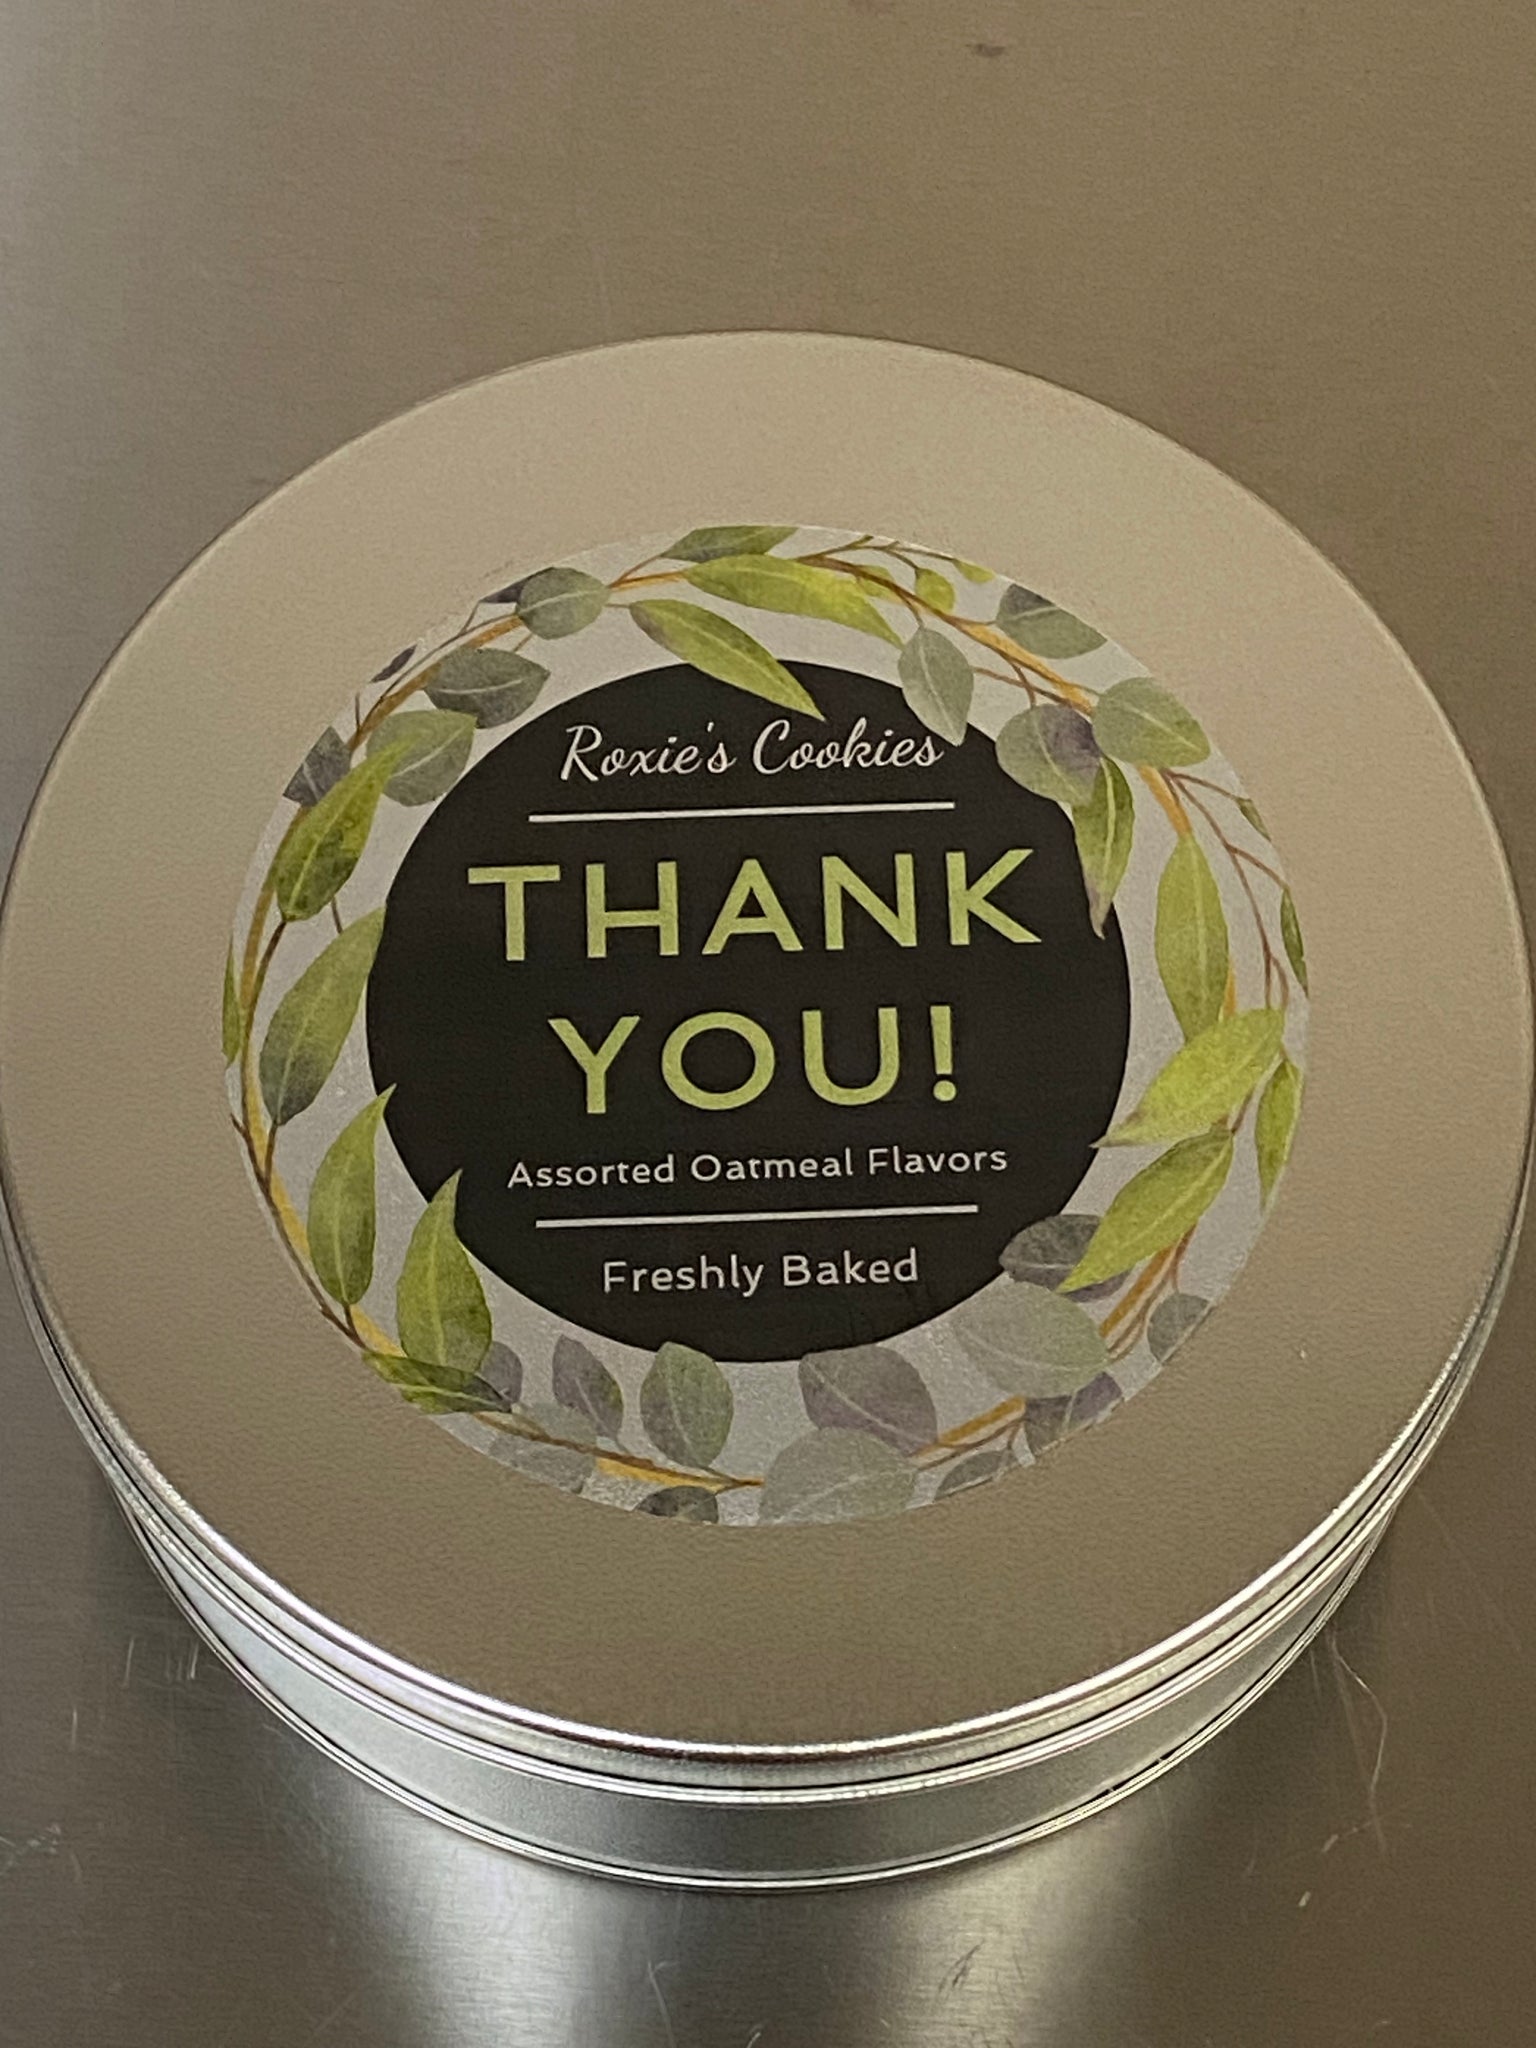 Roxie's Cookies
THANK
YOU!
Assorted Oatmeal Flavors
Freshly Baked